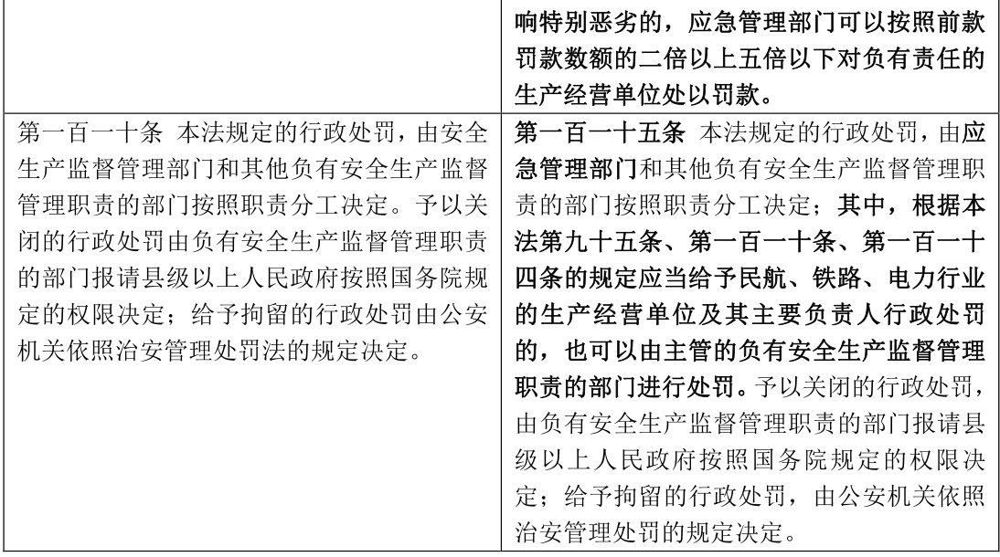 响特别恶劣的，应急管理部门可以按照前款
罚款数额的二倍以上五倍以下对负有责任的
生产经营单位处以罚款。
第一百一十条 本法规定的行政处罚，由安全
生产监督管理部门和其他负有安全生产监督
管理职责的部门按照职责分工决定。予以关
闭的行政处罚由负有安全生产监督管理职责
的部门报请县级以上人民政府按照国务院规
定的权限决定；给予拘留的行政处罚由公安
机关依照治安管理处罚法的规定决定。
第一百一十五条 本法规定的行政处罚，由应
急管理部门和其他负有安全生产监督管理职
责的部门按照职责分工决定；其中，根据本
法第九十五条、第一百一十条、第一百一十
四条的规定应当给予民航、铁路、电力行业
的生产经营单位及其主要负责人行政处罚
的，也可以由主管的负有安全生产监督管理
职责的部门进行处罚。予以关闭的行政处罚，
由负有安全生产监督管理职责的部门报请县
级以上人民政府按照国务院规定的权限决
定；给予拘留的行政处罚，由公安机关依照
治安管理处罚的规定决定。